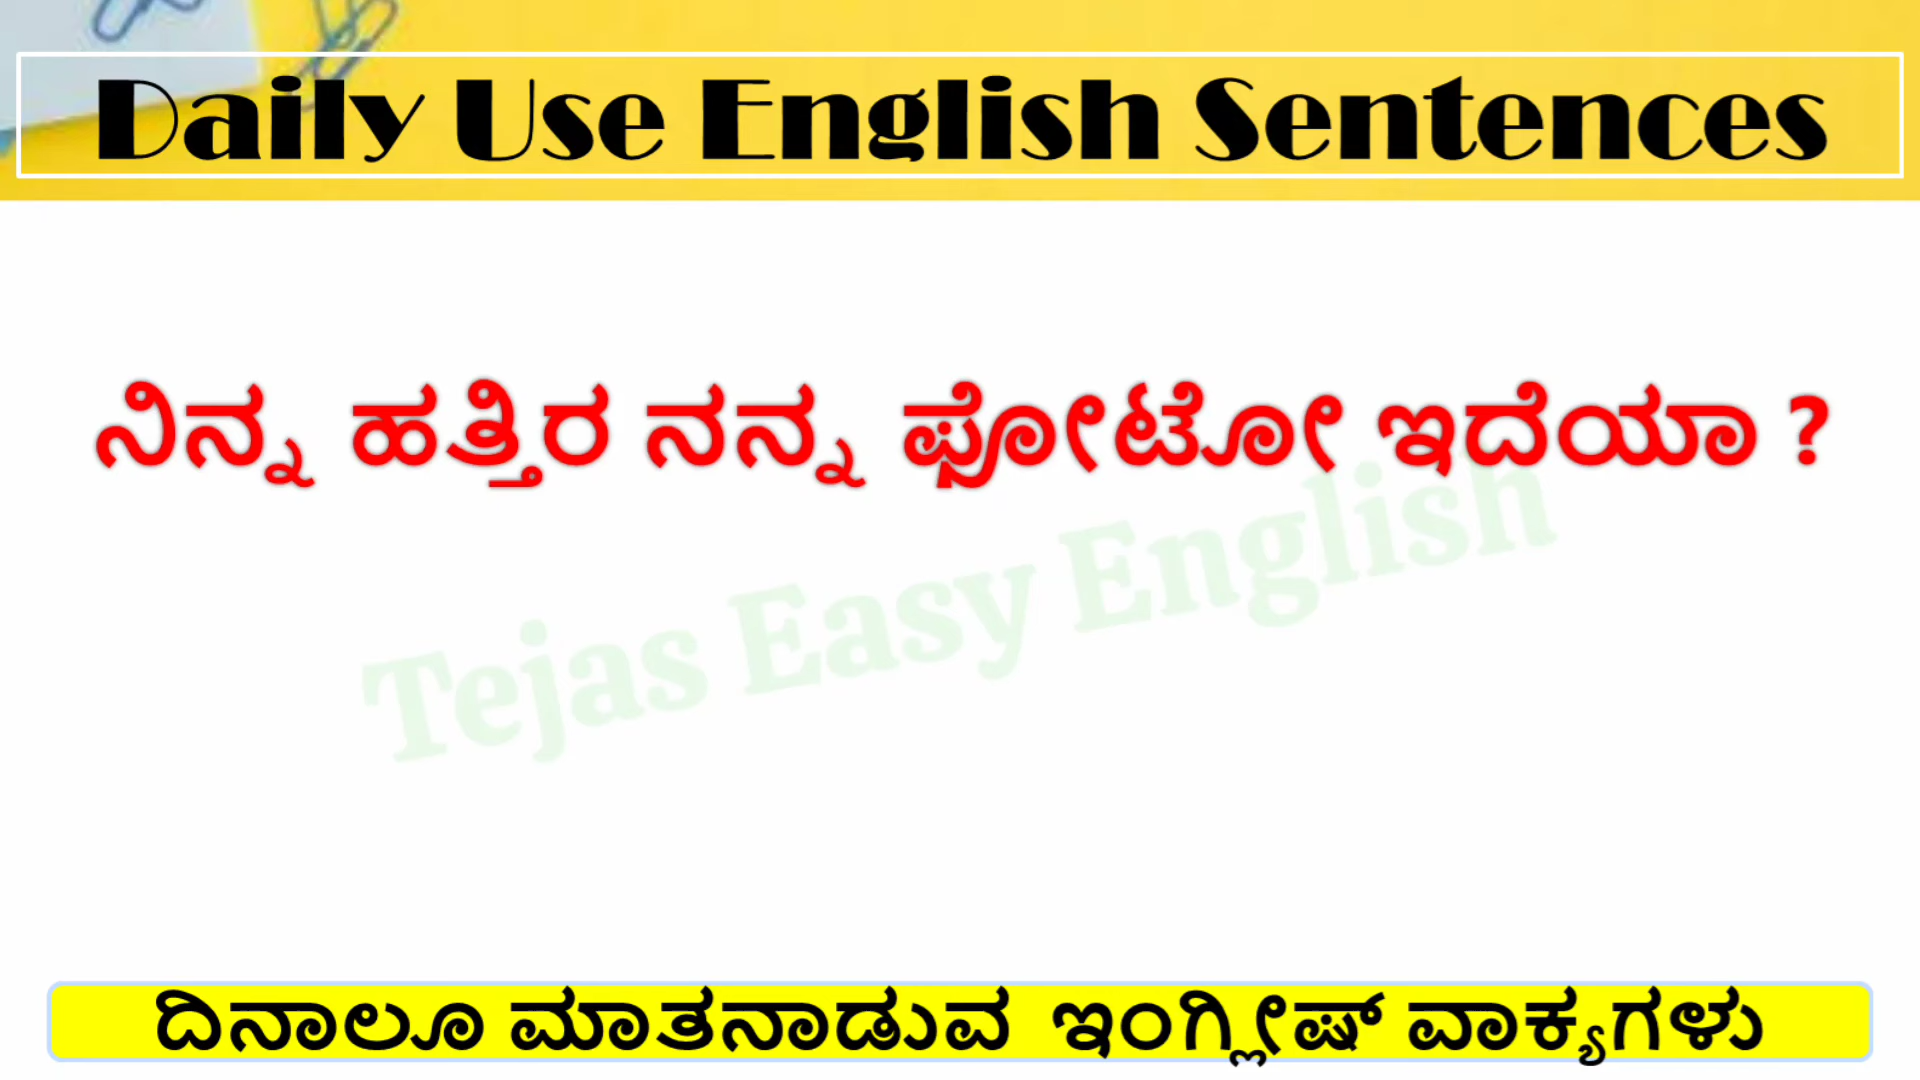 Daily Use English Sentences
ನಿನ್ನ ಹತ್ತಿರ ನನ್ನ ಫೋಟೋ ಇದೆಯಾ ?
Tejas Easy English
ದಿನಾಲೂ ಮಾತನಾಡುವ ಇಂಗ್ಲೀಷ್ ವಾಕ್ಯಗಳು